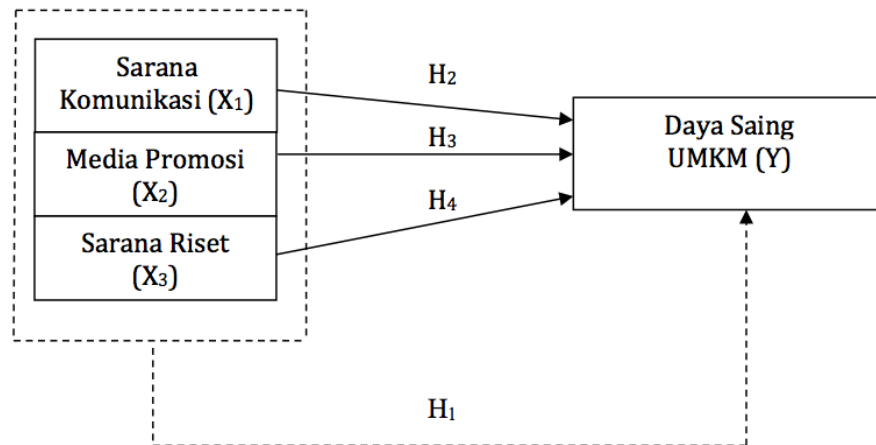 Sarana
Komunikasi (X₁)
Media Promosi
(X₂)
Sarana Riset
(X₃)
H₂
H₃
H₄
Daya Saing
UMKM (Y)
H₁